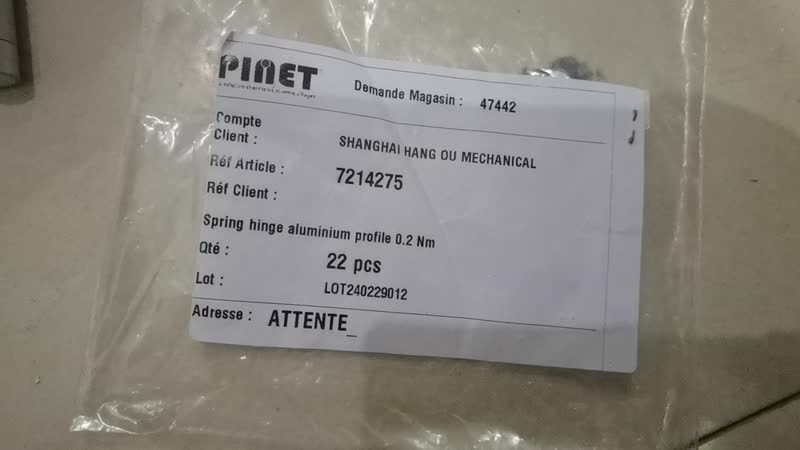 PINET
Demande Magasin : 47442
Compte
Client : SHANGHAI HANG OU MECHANICAL
Réf Article : 7214275
Réf Client :
Spring hinge aluminium profile 0.2 Nm
Qté : 22 pcs
Lot : LOT240229012
Adresse : ATTENTE_